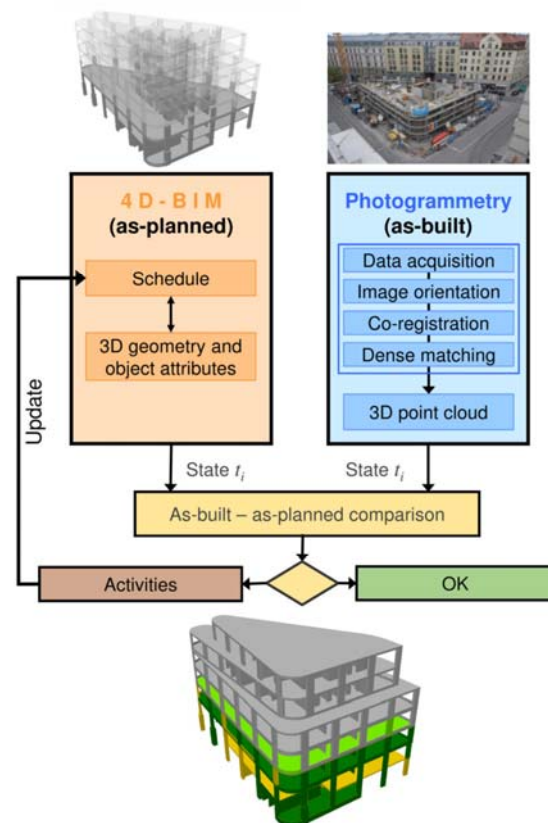 4D-BIM
(as-planned)
Schedule
3D geometry and
object attributes
Photogrammetry
(as-built)
Data acquisition
Image orientation
Co-registration
Dense matching
3D point cloud
Update
State tᵢ
State tᵢ
As-built – as-planned comparison
Activities
OK